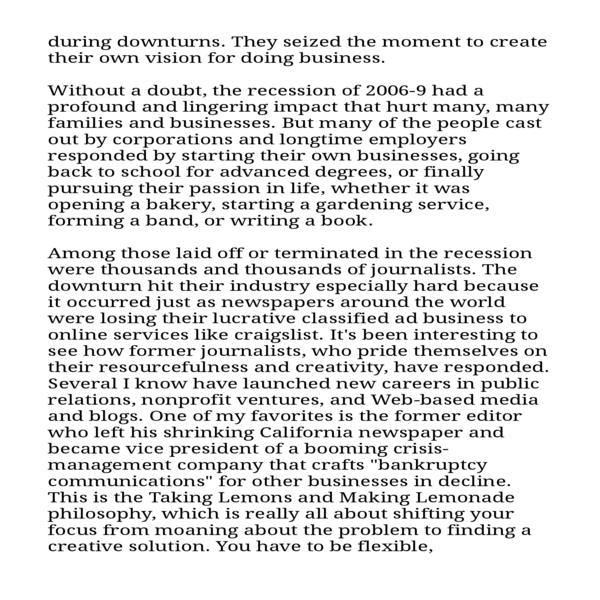 during downturns. They seized the moment to create
their own vision for doing business.
Without a doubt, the recession of 2006-9 had a
profound and lingering impact that hurt many, many
families and businesses. But many of the people cast
out by corporations and longtime employers
responded by starting their own businesses, going
back to school for advanced degrees, or finally
pursuing their passion in life, whether it was
opening a bakery, starting a gardening service,
forming a band, or writing a book.
Among those laid off or terminated in the recession
were thousands and thousands of journalists. The
downturn hit their industry especially hard because
it occurred just as newspapers around the world
were losing their lucrative classified ad business to
online services like craigslist. It's been interesting to
see how former journalists, who pride themselves on
their resourcefulness and creativity, have responded.
Several I know have launched new careers in public
relations, nonprofit ventures, and Web-based media
and blogs. One of my favorites is the former editor
who left his shrinking California newspaper and
became vice president of a booming crisis-
management company that crafts "bankruptcy
communications" for other businesses in decline.
This is the Taking Lemons and Making Lemonade
philosophy, which is really all about shifting your
focus from moaning about the problem to finding a
creative solution. You have to be flexible,